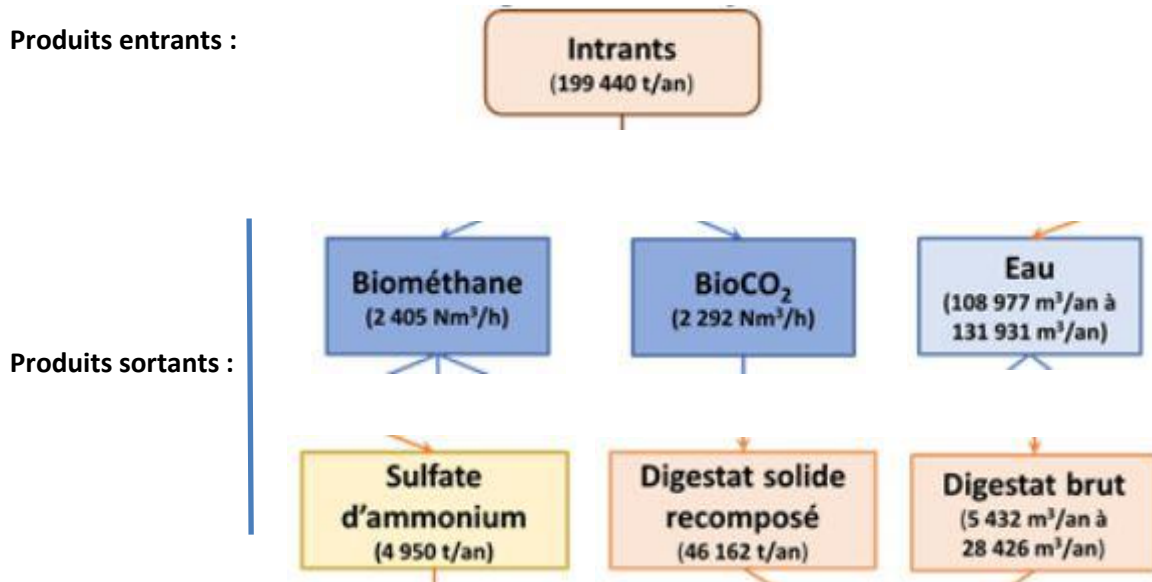 Produits entrants :
Intrants
(199 440 t/an)
Biométhane
(2 405 Nm³/h)
BioCO₂
(2 292 Nm³/h)
Eau
(108 977 m³/an à
131 931 m³/an)
Produits sortants :
Sulfate
d'ammonium
(4 950 t/an)
Digestat solide
recomposé
(46 162 t/an)
Digestat brut
(5 432 m³/an à
28 426 m³/an)